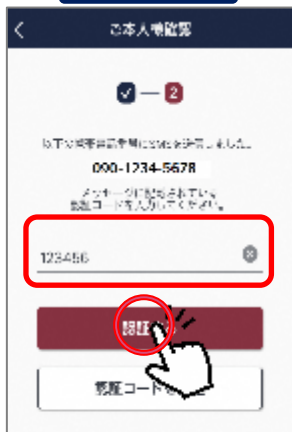 ご本人様確認
2
以下の携帯電話番号にSMSを送信しました。
090-1234-5678
メッセージに記載されている
認証コードを入力してください。
123456
認証
認証コードを